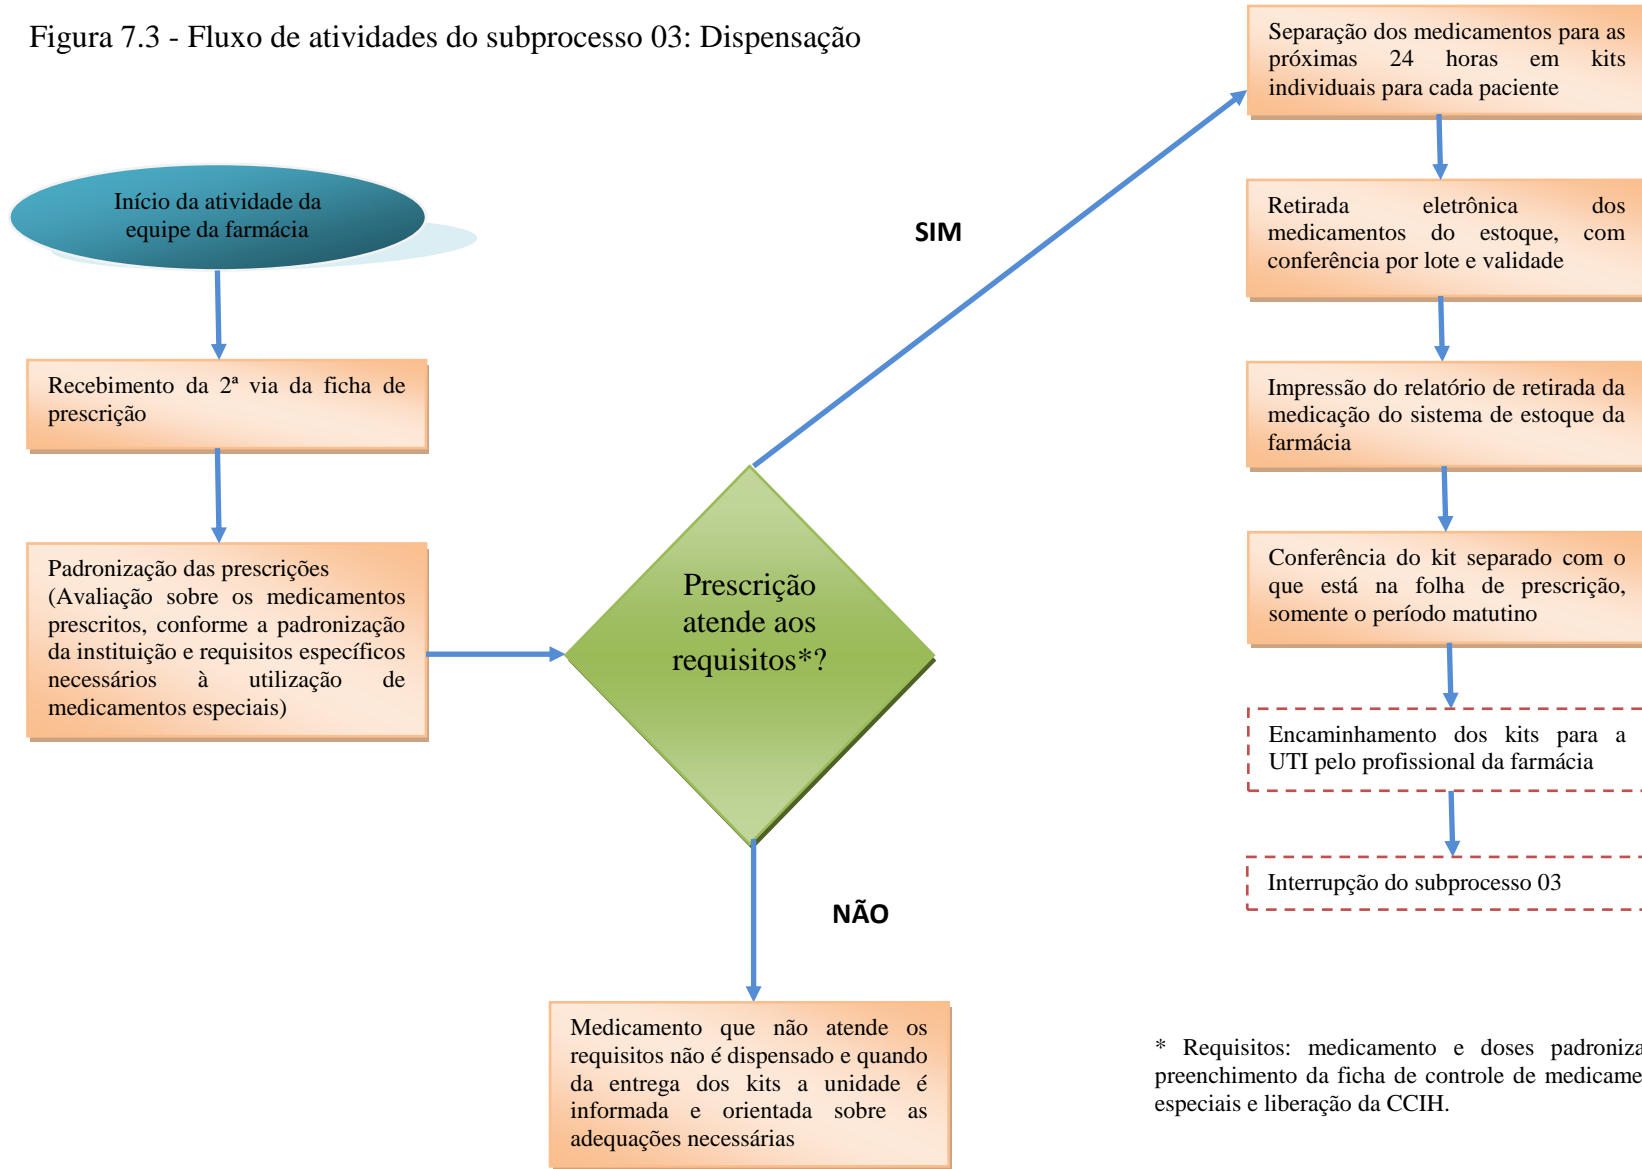 Figura 7.3 - Fluxo de atividades do subprocesso 03: Dispensação
Início da atividade da
equipe da farmácia
Recebimento da 2ª via da ficha de
prescrição
Padronização das prescrições
(Avaliação sobre os medicamentos
prescritos, conforme a padronização
da instituição e requisitos específicos
necessários à utilização de
medicamentos especiais)
Prescrição
atende aos
requisitos*?
SIM
NÃO
Medicamento que não atende os
requisitos não é dispensado e quando
da entrega dos kits a unidade é
informada e orientada sobre as
adequações necessárias
Separação dos medicamentos para as
próximas 24 horas em kits
individuais para cada paciente
Retirada eletrônica dos
medicamentos do estoque, com
conferência por lote e validade
Impressão do relatório de retirada da
medicação do sistema de estoque da
farmácia
Conferência do kit separado com o
que está na folha de prescrição,
somente o período matutino
Encaminhamento dos kits para a
UTI pelo profissional da farmácia
Interrupção do subprocesso 03
* Requisitos: medicamento e doses
preenchimento da ficha de controle de
especiais e liberação da CCIH.